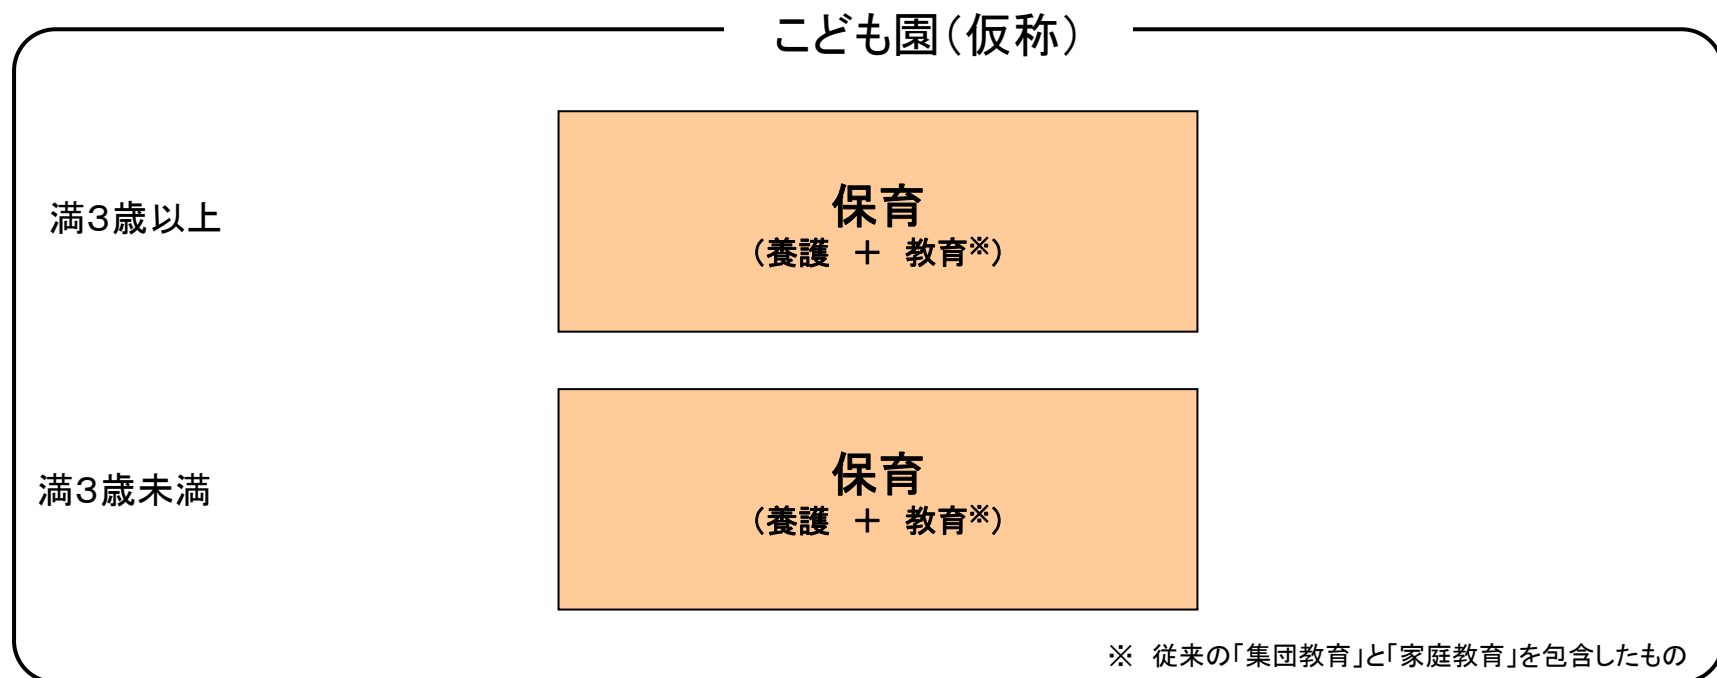 こども園（仮称）
満３歳以上
保育
（養護　＋　教育※）
満３歳未満
保育
（養護　＋　教育※）
※　従来の「集団教育」と「家庭教育」を包含したもの